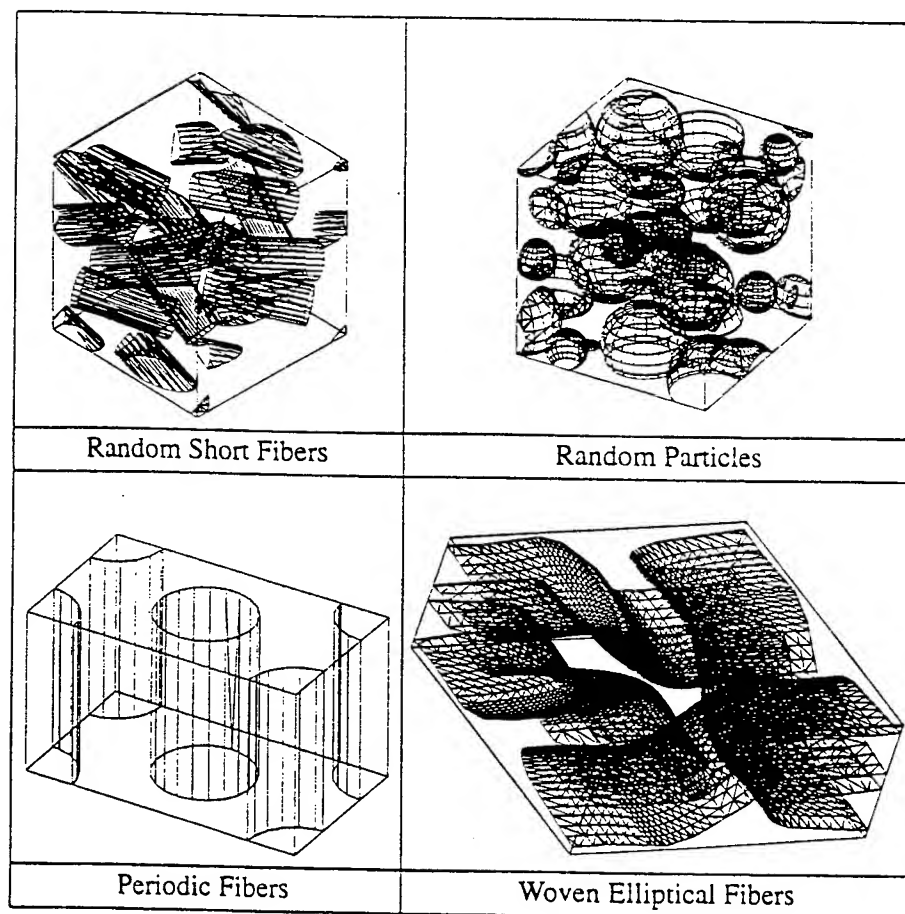 Random Short Fibers
Random Particles
Periodic Fibers
Woven Elliptical Fibers